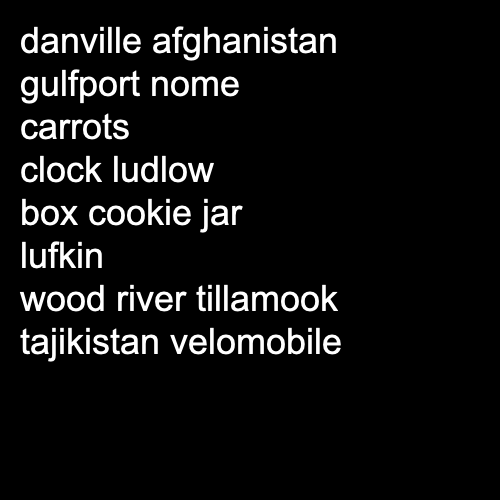 danville afghanistan
gulfport nome
carrots
clock ludlow
box cookie jar
lufkin
wood river tillamook
tajikistan velomobile